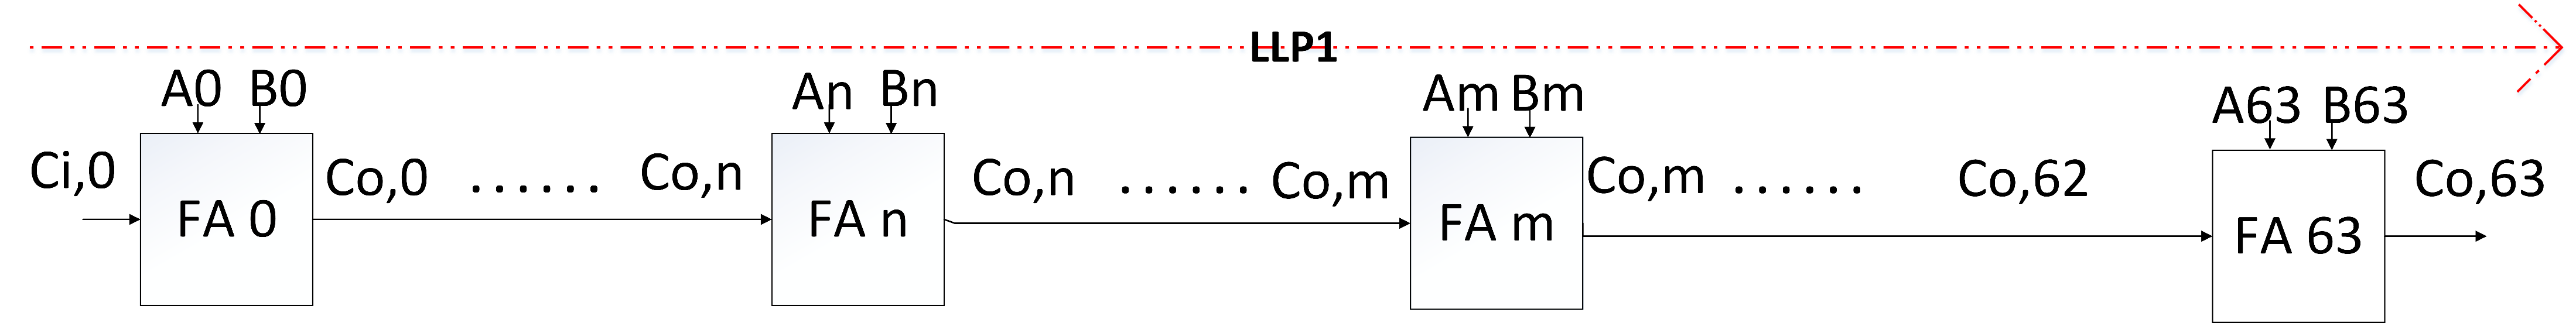 LLP1
A0 B0 An Bn Am Bm A63 B63
Ci,0 Co,0 ...... Co,n Co,n ...... Co,m Co,m ...... Co,62 Co,63
FA 0 FA n FA m FA 63